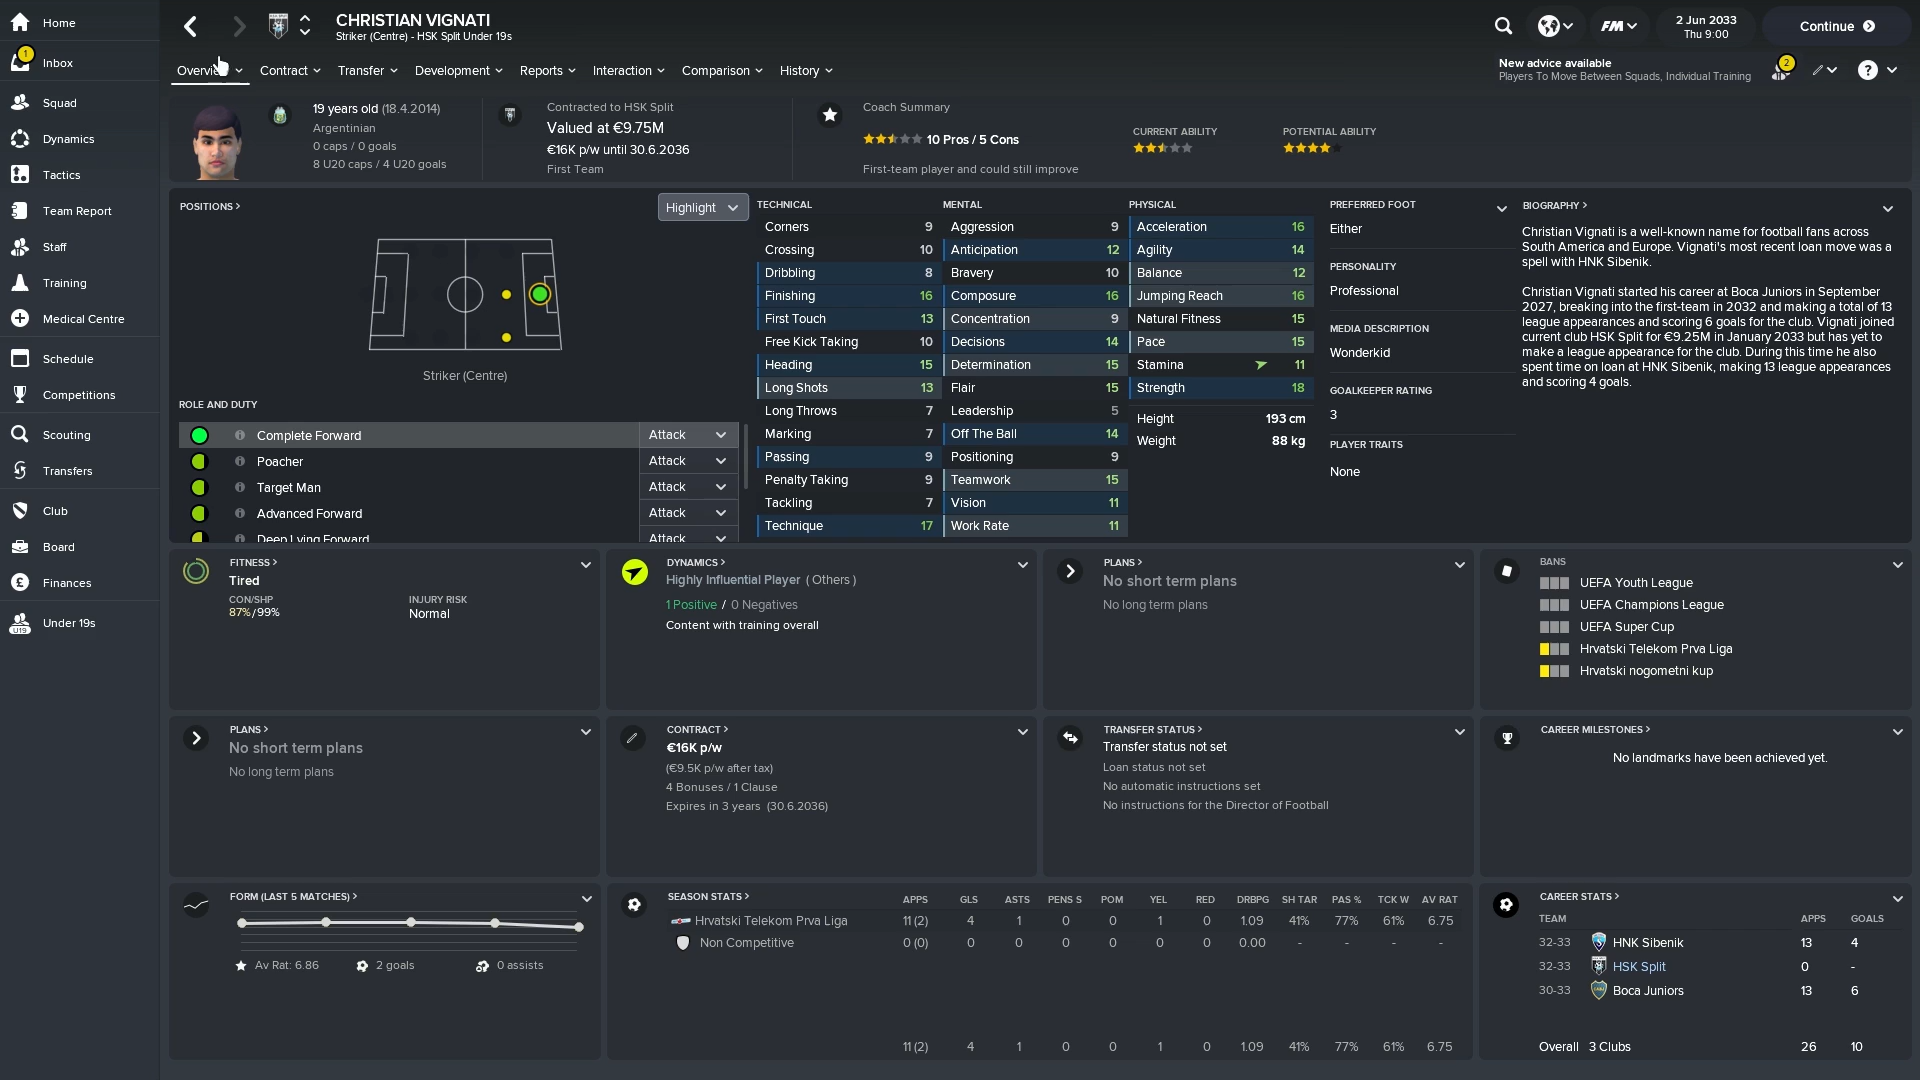 Home
Inbox
1
Squad
Dynamics
Tactics
Team Report
Staff
Training
Medical Centre
Schedule
Competitions
Scouting
Transfers
Club
Board
Finances
U19
Under 19s
CHRISTIAN VIGNATI
Striker (Centre) - HSK Split Under 19s
FM
2 Jun 2033
Thu 9:00
Continue
Overview
Contract
Transfer
Development
Reports
Interaction
Comparison
History
New advice available
Players To Move Between Squads, Individual Training
2
?
19 years old (18.4.2014)
Argentinian
0 caps / 0 goals
8 U20 caps / 4 U20 goals
Contracted to HSK Split
Valued at €9.75M
€16K p/w until 30.6.2036
First Team
Coach Summary
10 Pros / 5 Cons
First-team player and could still improve
CURRENT ABILITY
POTENTIAL ABILITY
POSITIONS >
Highlight
Striker (Centre)
ROLE AND DUTY
Complete Forward Attack
Poacher Attack
Target Man Attack
Advanced Forward Attack
Deep Lying Forward Attack
TECHNICAL
Corners 9
Crossing 10
Dribbling 8
Finishing 16
First Touch 13
Free Kick Taking 10
Heading 15
Long Shots 13
Long Throws 7
Marking 7
Passing 9
Penalty Taking 9
Tackling 7
Technique 17
MENTAL
Aggression 9
Anticipation 12
Bravery 10
Composure 16
Concentration 9
Decisions 14
Determination 15
Flair 15
Leadership 5
Off The Ball 14
Positioning 9
Teamwork 15
Vision 11
Work Rate 11
PHYSICAL
Acceleration 16
Agility 14
Balance 12
Jumping Reach 16
Natural Fitness 15
Pace 15
Stamina 11
Strength 18
Height 193 cm
Weight 88 kg
PREFERRED FOOT
Either
PERSONALITY
Professional
MEDIA DESCRIPTION
Wonderkid
GOALKEEPER RATING
3
PLAYER TRAITS
None
BIOGRAPHY >
Christian Vignati is a well-known name for football fans across
South America and Europe. Vignati's most recent loan move was a
spell with HNK Sibenik.
Christian Vignati started his career at Boca Juniors in September
2027, breaking into the first-team in 2032 and making a total of 13
league appearances and scoring 6 goals for the club. Vignati joined
current club HSK Split for €9.25M in January 2033 but has yet to
make a league appearance for the club. During this time he also
spent time on loan at HNK Sibenik, making 13 league appearances
and scoring 4 goals.
FITNESS >
Tired
CON/SHP
87%/99%
INJURY RISK
Normal
DYNAMICS >
Highly Influential Player ( Others )
1 Positive / 0 Negatives
Content with training overall
PLANS >
No short term plans
No long term plans
BANS
UEFA Youth League
UEFA Champions League
UEFA Super Cup
Hrvatski Telekom Prva Liga
Hrvatski nogometni kup
PLANS >
No short term plans
No long term plans
CONTRACT >
€16K p/w
(€9.5K p/w after tax)
4 Bonuses / 1 Clause
Expires in 3 years (30.6.2036)
TRANSFER STATUS >
Transfer status not set
Loan status not set
No automatic instructions set
No instructions for the Director of Football
CAREER MILESTONES >
No landmarks have been achieved yet.
FORM (LAST 5 MATCHES) >
Av Rat: 6.86
2 goals
0 assists
SEASON STATS > APPS GLS ASTS PENS S POM YEL RED DRBPG SH TAR PAS % TCK W AV RAT
Hrvatski Telekom Prva Liga 11 (2) 4 1 0 0 1 0 1.09 41% 77% 61% 6.75
Non Competitive 0 (0) 0 0 0 0 0 0 0.00 - - - -
11 (2) 4 1 0 0 1 0 1.09 41% 77% 61% 6.75
CAREER STATS >
TEAM APPS GOALS
32-33 HNK Sibenik 13 4
32-33 HSK Split 0 -
30-33 Boca Juniors 13 6
Overall 3 Clubs 26 10